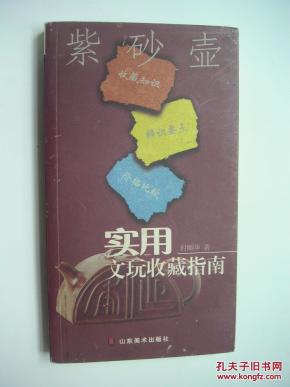 紫砂壶
收藏知识
辨识要点
价格比较
实用
文玩收藏指南
著
山东美术出版社
孔夫子旧书网